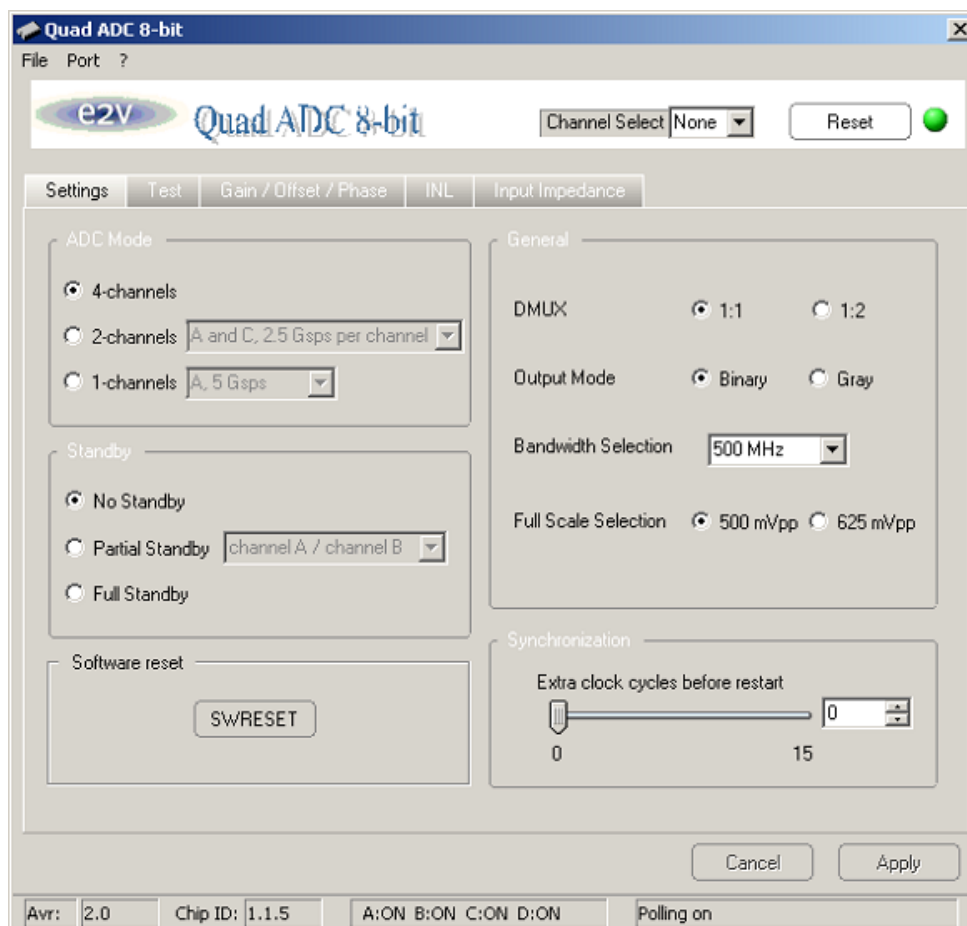 Quad ADC 8-bit
File Port ?
e2v Quad ADC 8-bit Channel Select None Reset
Settings Test Gain / Offset / Phase INL Input Impedance
ADC Mode
4-channels
2-channels A and C, 2.5 Gsps per channel
1-channels A, 5 Gsps
Standby
No Standby
Partial Standby channel A / channel B
Full Standby
Software reset
SWRESET
General
DMUX 1:1 1:2
Output Mode Binary Gray
Bandwidth Selection 500 MHz
Full Scale Selection 500 mVpp 625 mVpp
Synchronization
Extra clock cycles before restart
0
0 15
Cancel Apply
Avr: 2.0 Chip ID: 1.1.5 A:ON B:ON C:ON D:ON Polling on